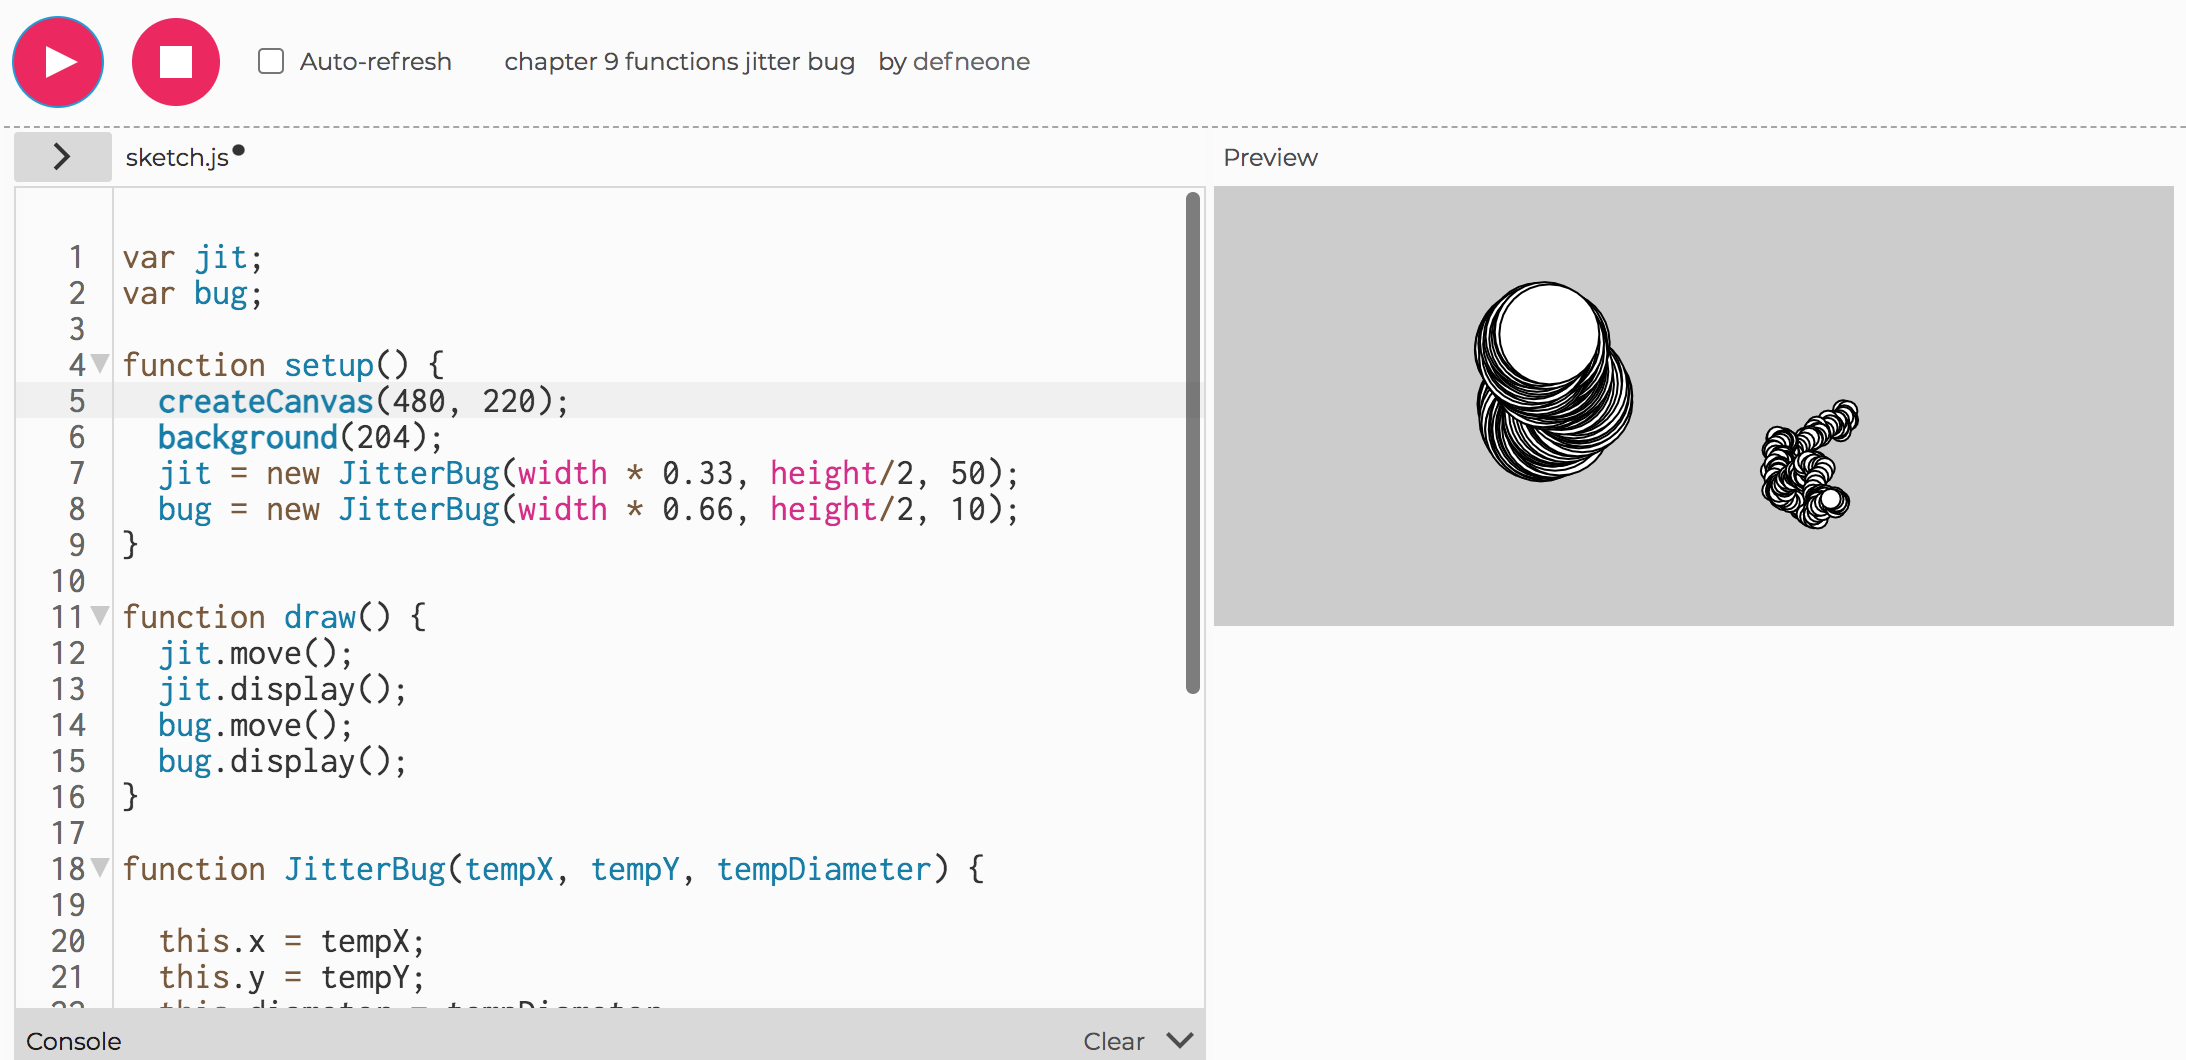 Auto-refresh chapter 9 functions jitter bug by defneone
sketch.js
Preview
1 var jit;
2 var bug;
3
4 function setup() {
5 createCanvas(480, 220);
6 background(204);
7 jit = new JitterBug(width * 0.33, height/2, 50);
8 bug = new JitterBug(width * 0.66, height/2, 10);
9 }
10
11 function draw() {
12 jit.move();
13 jit.display();
14 bug.move();
15 bug.display();
16 }
17
18 function JitterBug(tempX, tempY, tempDiameter) {
19
20 this.x = tempX;
21 this.y = tempY;
22 this.diameter = tempDiameter
Console Clear